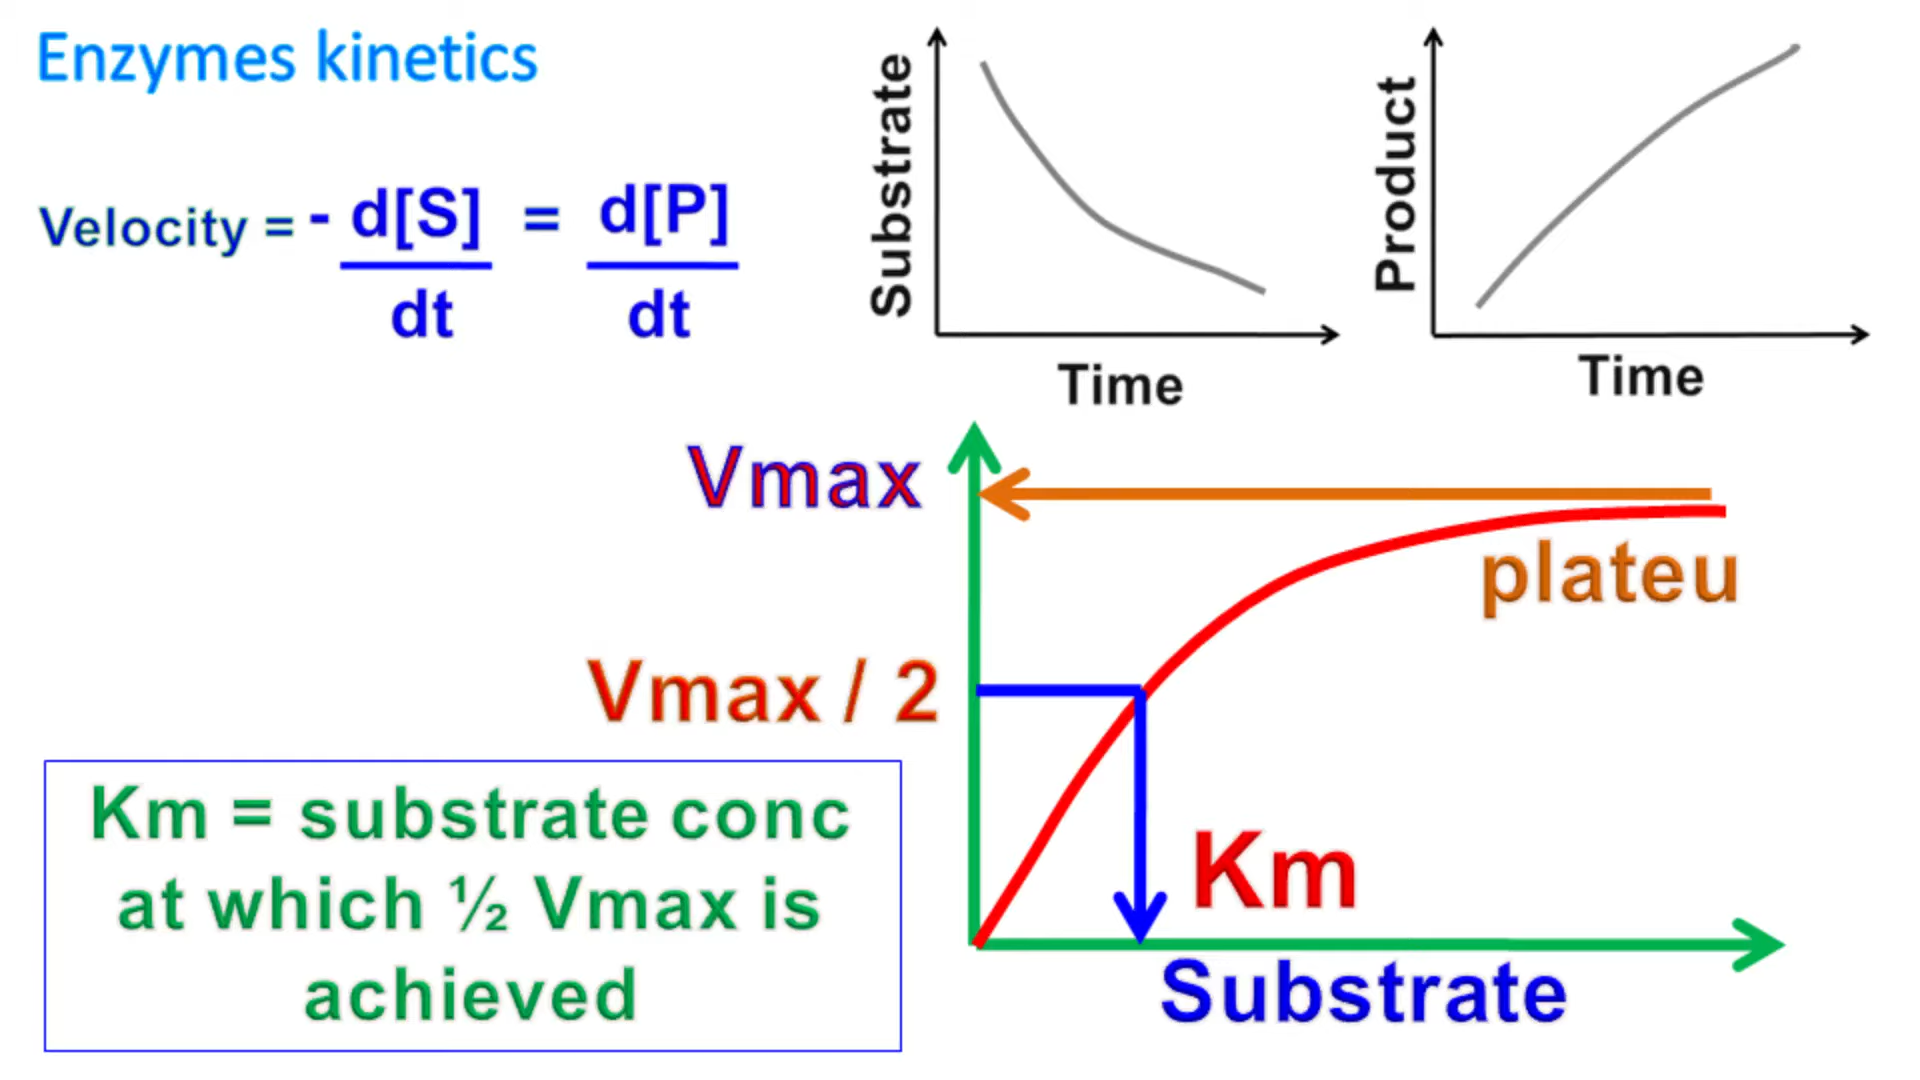 Enzymes kinetics
Velocity = - d[S] = d[P]
dt dt
Substrate
Time
Product
Time
Vmax
plateu
Vmax / 2
Km
Substrate
Km = substrate conc
at which ½ Vmax is
achieved